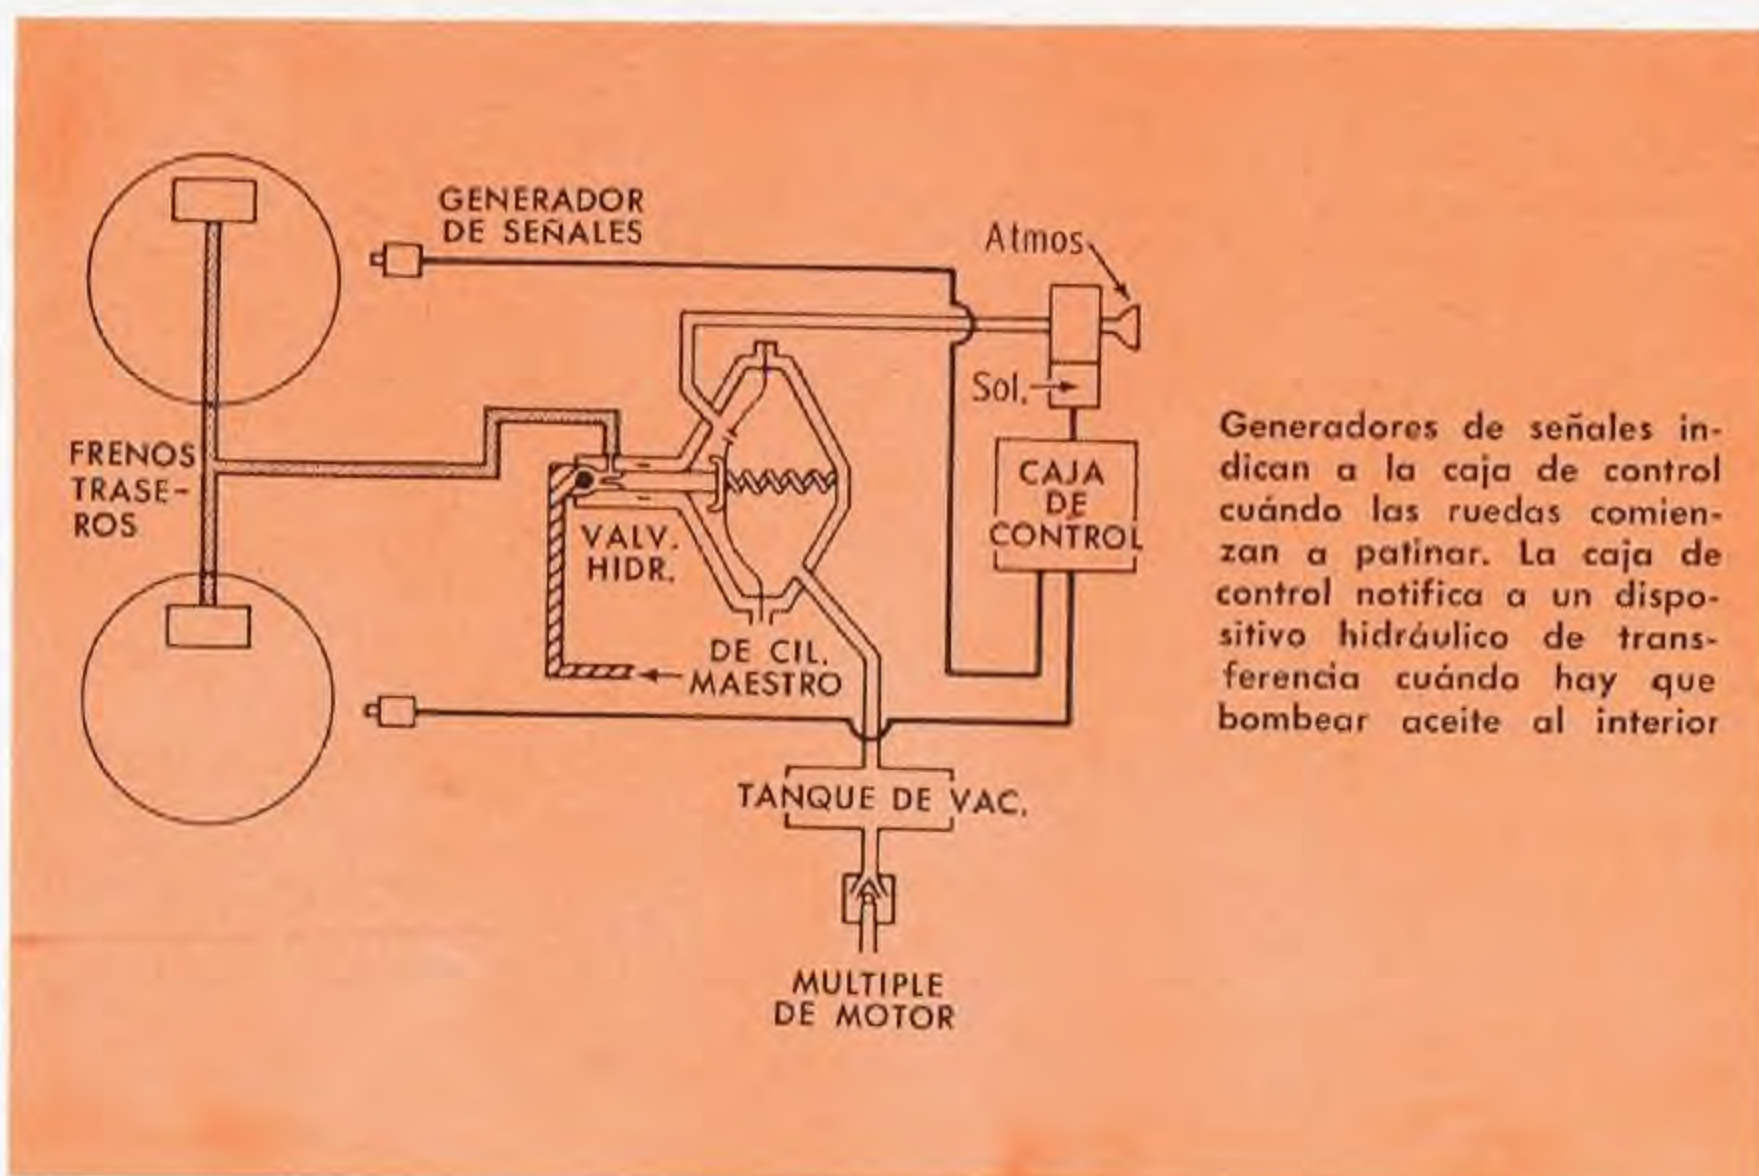 GENERADOR
DE SEÑALES
Atmos.
Sol.
FRENOS
TRASE-
ROS
VALV.
HIDR.
CAJA
DE
CONTROL
DE CIL.
MAESTRO
TANQUE DE VAC.
MULTIPLE
DE MOTOR
Generadores de señales in-
dican a la caja de control
cuándo las ruedas comien-
zan a patinar. La caja de
control notifica a un dispo-
sitivo hidráulico de trans-
ferencia cuándo hay que
bombear aceite al interior